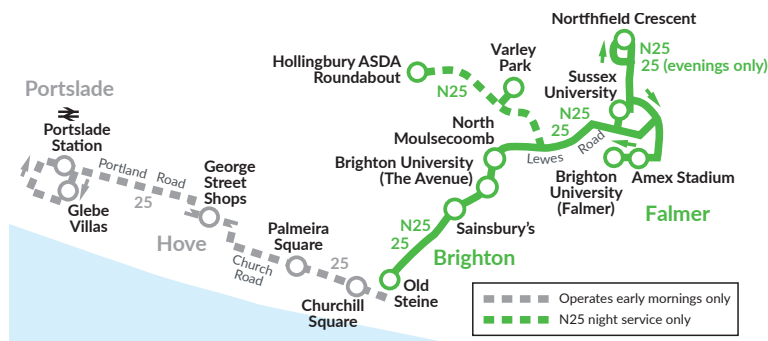 Northfhfield Crescent
N25
25 (evenings only)
Hollingbury ASDA
Roundabout
N25
Varley
Park
Sussex
University
N25
25
Portslade
Portslade
Station
North
Moulsecoomb
Lewes Road
Portland Road
25
George
Street
Shops
Brighton University
(The Avenue)
Brighton
University
(Falmer)
Amex Stadium
Falmer
Glebe
Villas
Hove
Palmeira
Square
N25
25
Sainsbury's
Brighton
Church
Road
25
Churchill
Square
Old
Steine
Operates early mornings only
N25 night service only